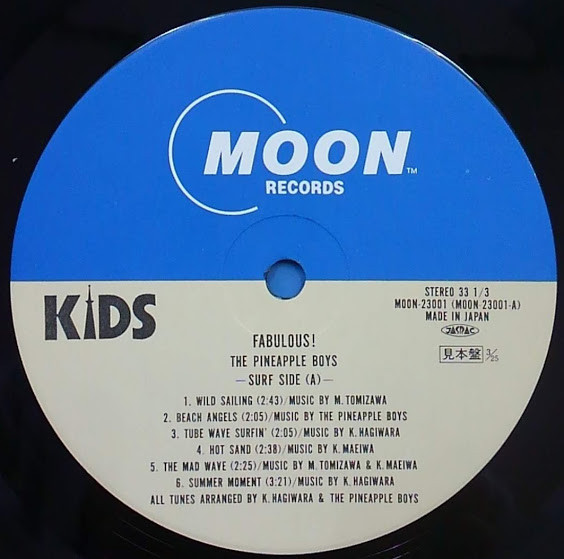 MOON™
RECORDS
KIDS
STEREO 33 1/3
MOON-23001 (MOON-23001-A)
MADE IN JAPAN
JASRAC
見本盤 3/25
FABULOUS!
THE PINEAPPLE BOYS
—SURF SIDE (A)—
1. WILD SAILING (2:43)/MUSIC BY M.TOMIZAWA
2. BEACH ANGELS (2:05)/MUSIC BY THE PINEAPPLE BOYS
3. TUBE WAVE SURFIN' (2:05)/MUSIC BY K.HAGIWARA
4. HOT SAND (2:38)/MUSIC BY K.MAEIWA
5. THE MAD WAVE (2:25)/MUSIC BY M.TOMIZAWA & K.MAEIWA
6. SUMMER MOMENT (3:21)/MUSIC BY K.HAGIWARA
ALL TUNES ARRANGED BY K.HAGIWARA & THE PINEAPPLE BOYS